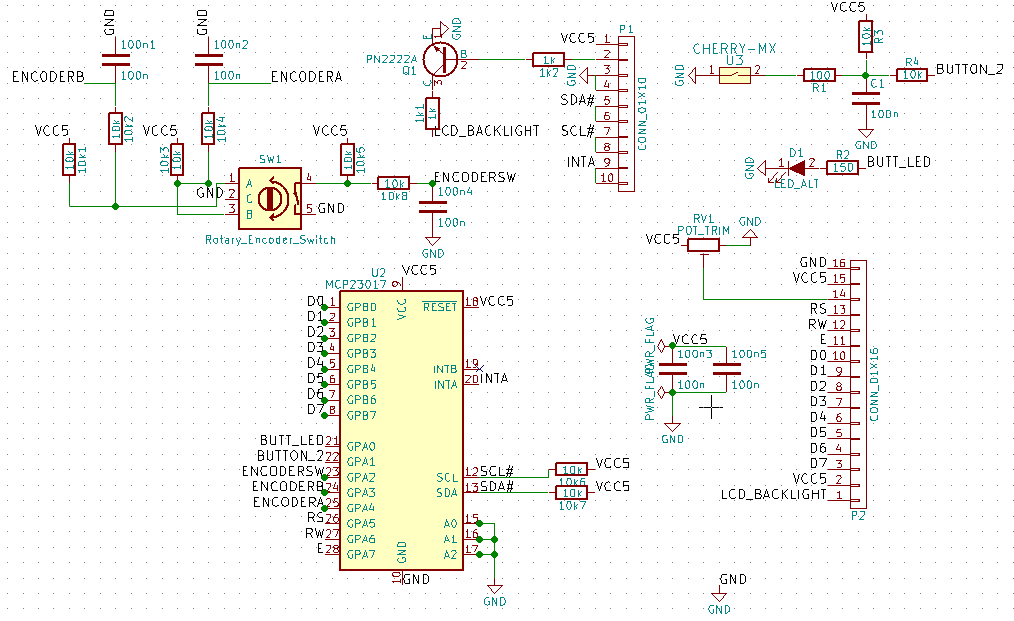 GND
100n1
100n
ENCODERB
GND
100n2
100n
ENCODERA
VCC5
10k
10k1
10k
10k2
VCC5
10k3
10k
10k
10k4
SW1
1
A
GND
2
C
3
B
4
5
GND
Rotary_Encoder_Switch
VCC5
10k
10k5
10k
10k8
ENCODERSW
100n4
100n
GND
GND
E
PN2222A
Q1
B
2
C
3
1k1
1k
LCD_BACKLIGHT
1k
1k2
P1
VCC5
1
2
GND
3
4
SDA#
5
6
SCL#
7
8
INTA
9
10
CONN_01X10
CHERRY-MX
U3
GND
1
2
100
R1
VCC5
10k
R3
R4
10k
BUTTON_2
C1
100n
GND
GND
D1
1
2
LED_ALT
R2
150
BUTT_LED
RV1
POT_TRIM
VCC5
GND
U2
MCP23017
VCC5
9
VCC
D0
1
GPB0
D1
2
GPB1
D2
3
GPB2
D3
4
GPB3
D4
5
GPB4
D5
6
GPB5
D6
7
GPB6
D7
8
GPB7
BUTT_LED
21
GPA0
BUTTON_2
22
GPA1
ENCODERSW
23
GPA2
ENCODERB
24
GPA3
ENCODERA
25
GPA4
RS
26
GPA5
RW
27
GPA6
E
28
GPA7
RESET
18
VCC5
INTB
19
INTA
20
INTA
SCL
12
SCL#
10k
10k6
VCC5
SDA
13
SDA#
10k
10k7
VCC5
A0
15
A1
16
A2
17
GND
GND
10
GND
PWR_FLAG
VCC5
100n3
100n
100n5
100n
PWR_FLAG
GND
GND
16
VCC5
15
14
RS
13
RW
12
E
11
D0
10
D1
9
D2
8
D3
7
D4
6
D5
5
D6
4
D7
3
VCC5
2
LCD_BACKLIGHT
1
CONN_01X16
P2
GND
GND